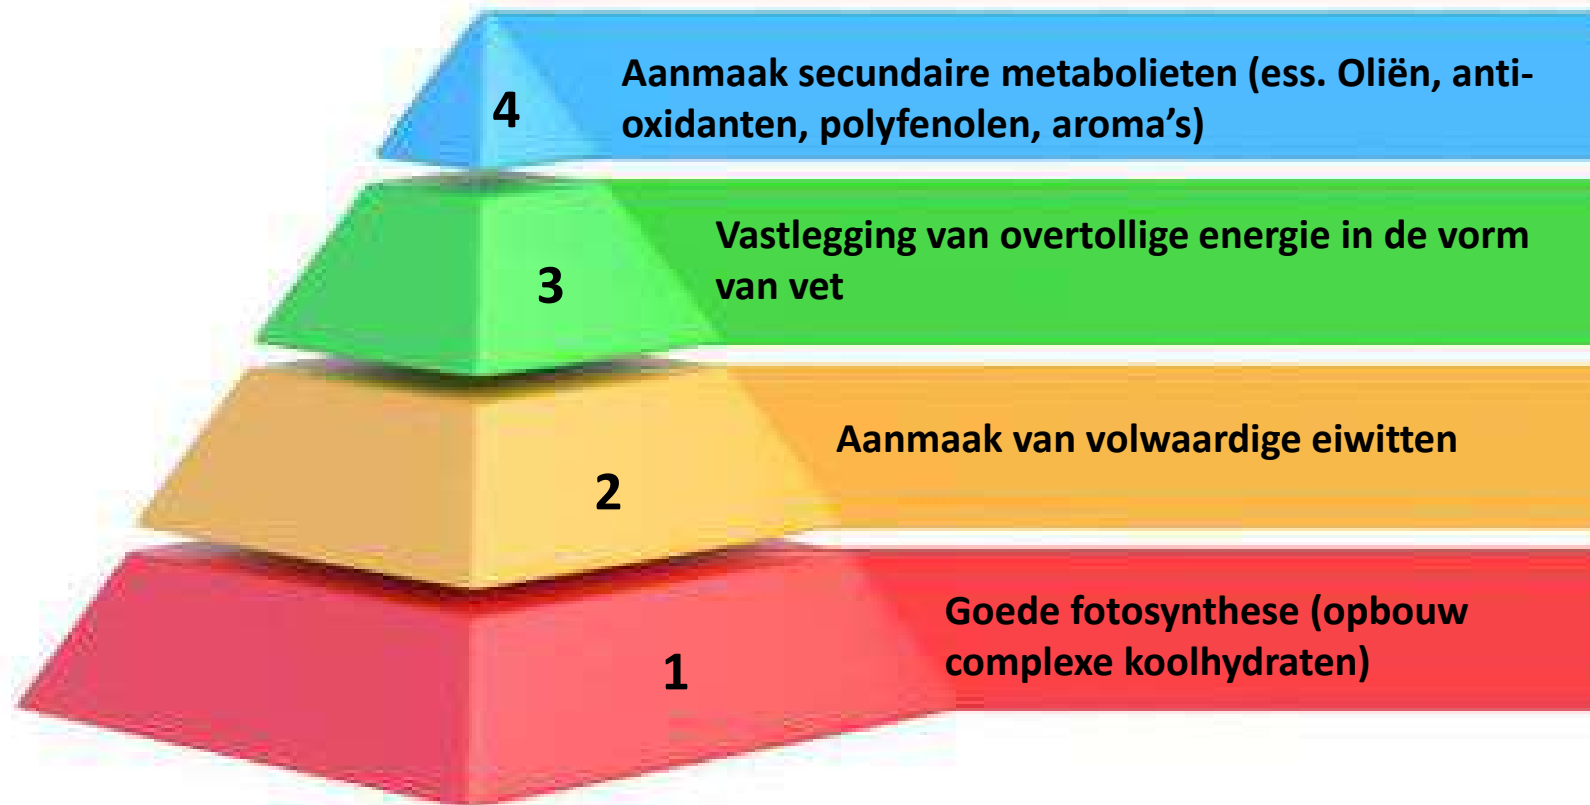 4
Aanmaak secundaire metabolieten (ess. Oliën, anti-
oxidanten, polyfenolen, aroma’s)
3
Vastlegging van overtollige energie in de vorm
van vet
2
Aanmaak van volwaardige eiwitten
1
Goede fotosynthese (opbouw
complexe koolhydraten)